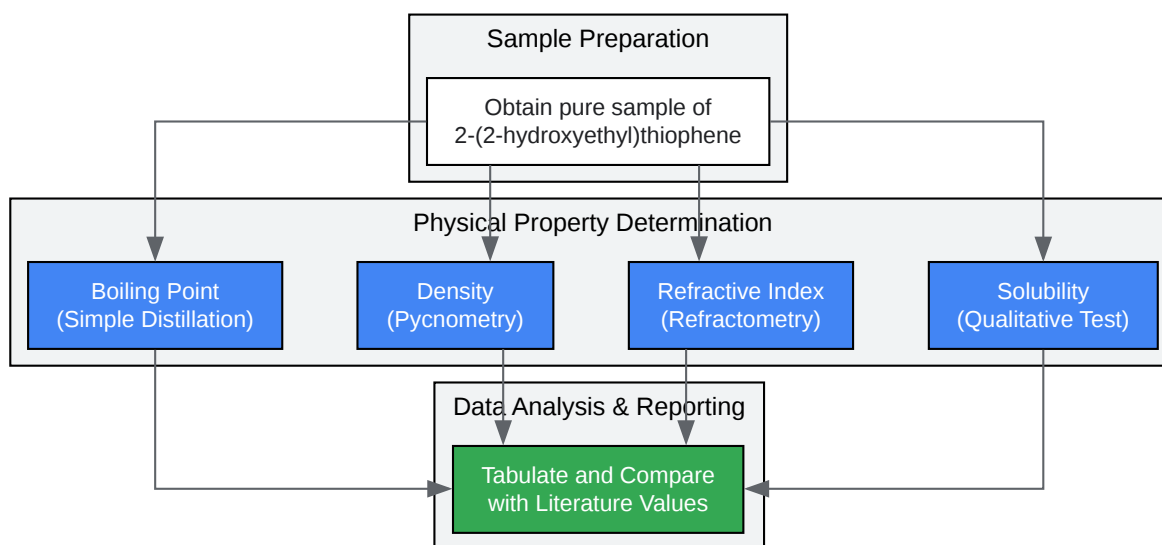 Sample Preparation
Obtain pure sample of
2-(2-hydroxyethyl)thiophene
Physical Property Determination
Boiling Point
(Simple Distillation)
Density
(Pycnometry)
Refractive Index
(Refractometry)
Solubility
(Qualitative Test)
Data Analysis & Reporting
Tabulate and Compare
with Literature Values